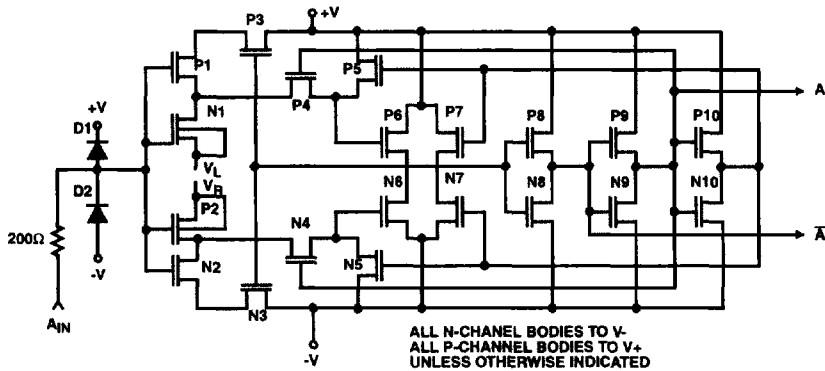 P3
+V
P1
P5
P4
A
N1
P6
P7
P8
P9
P10
+V
D1
VL
VR
D2
P2
N4
N6
N7
N8
N9
N10
200Ω
N2
N5
A̅
-V
N3
AIN
-V
ALL N-CHANEL BODIES TO V-
ALL P-CHANNEL BODIES TO V+
UNLESS OTHERWISE INDICATED